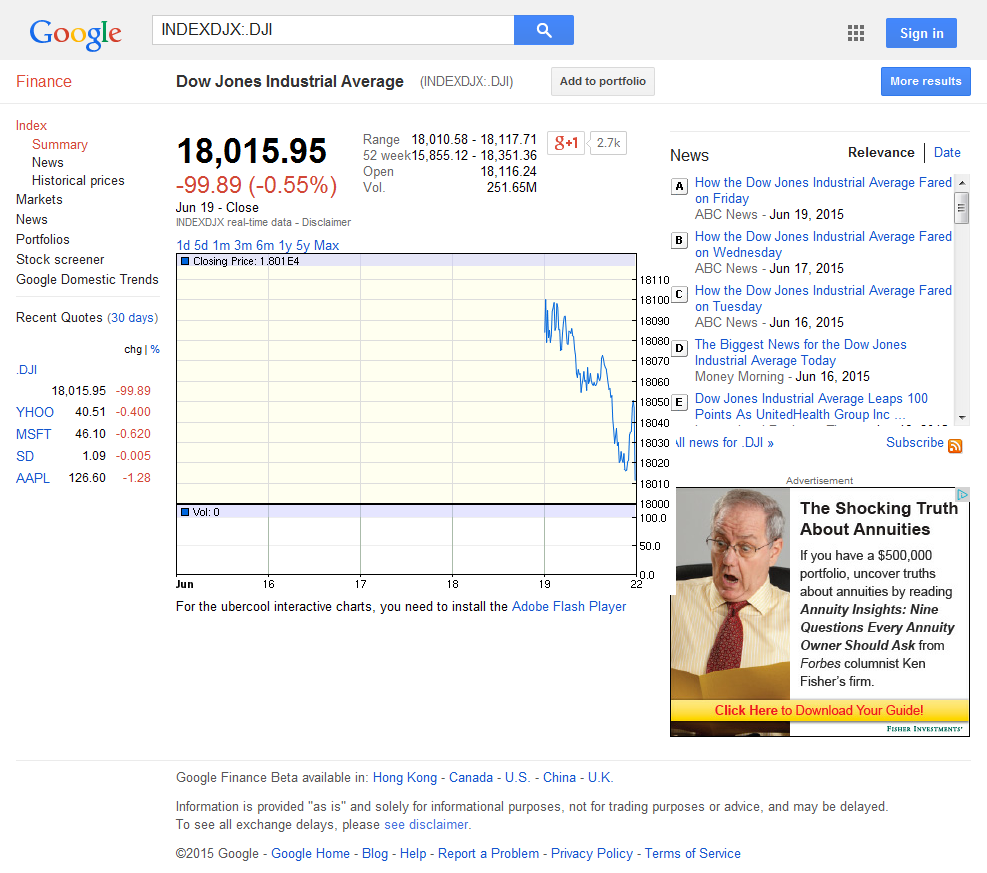 Google
INDEXDJX:.DJI
Sign in
Finance
Dow Jones Industrial Average (INDEXDJX:.DJI)
Add to portfolio
More results
Index
Summary
News
Historical prices
Markets
News
Portfolios
Stock screener
Google Domestic Trends
Recent Quotes (30 days)
chg | %
.DJI
18,015.95 -99.89
YHOO 40.51 -0.400
MSFT 46.10 -0.620
SD 1.09 -0.005
AAPL 126.60 -1.28
18,015.95
-99.89 (-0.55%)
Jun 19 - Close
INDEXDJX real-time data - Disclaimer
Range 18,010.58 - 18,117.71
52 week 15,855.12 - 18,351.36
Open 18,116.24
Vol. 251.65M
g+1 2.7k
1d 5d 1m 3m 6m 1y 5y Max
Closing Price: 1.801E4
18110
18100
18090
18080
18070
18060
18050
18040
18030
18020
18010
18000
Vol: 0
100.0
50.0
0.0
Jun 16 17 18 19 22
For the ubercool interactive charts, you need to install the Adobe Flash Player
News
Relevance | Date
A How the Dow Jones Industrial Average Fared
on Friday
ABC News - Jun 19, 2015
B How the Dow Jones Industrial Average Fared
on Wednesday
ABC News - Jun 17, 2015
C How the Dow Jones Industrial Average Fared
on Tuesday
ABC News - Jun 16, 2015
D The Biggest News for the Dow Jones
Industrial Average Today
Money Morning - Jun 16, 2015
E Dow Jones Industrial Average Leaps 100
Points As UnitedHealth Group Inc ...
All news for .DJI »
Subscribe
Advertisement
The Shocking Truth
About Annuities
If you have a $500,000
portfolio, uncover truths
about annuities by reading
Annuity Insights: Nine
Questions Every Annuity
Owner Should Ask from
Forbes columnist Ken
Fisher's firm.
Click Here to Download Your Guide!
FISHER INVESTMENTS
Google Finance Beta available in: Hong Kong - Canada - U.S. - China - U.K.
Information is provided "as is" and solely for informational purposes, not for trading purposes or advice, and may be delayed.
To see all exchange delays, please see disclaimer.
©2015 Google - Google Home - Blog - Help - Report a Problem - Privacy Policy - Terms of Service